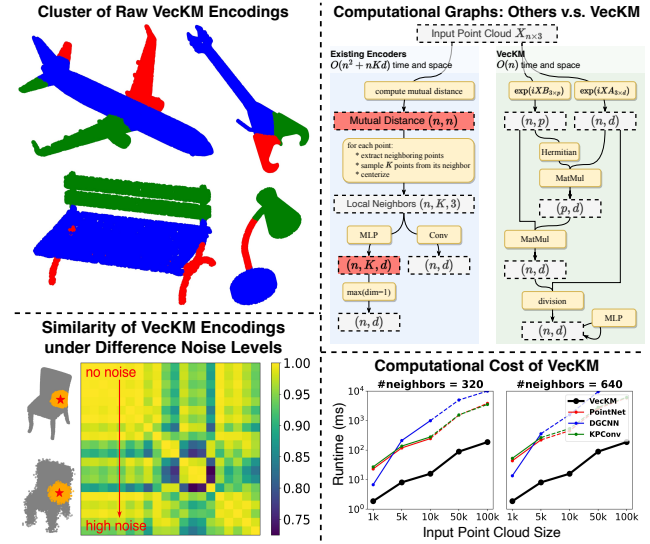 Cluster of Raw VecKM Encodings
Computational Graphs: Others v.s. VecKM
Input Point Cloud X_{n×3}
Existing Encoders
O(n² + nKd) time and space
compute mutual distance
Mutual Distance (n, n)
for each point:
* extract neighboring points
* sample K points from its neighbor
* centerize
Local Neighbors (n, K, 3)
MLP
Conv
(n, K, d)
(n, d)
max(dim=1)
(n, d)
VecKM
O(n) time and space
exp(iXB_{3×p})
exp(iXA_{3×d})
(n, p)
(n, d)
Hermitian
MatMul
(p, d)
MatMul
(n, d)
division
MLP
(n, d)
Similarity of VecKM Encodings
under Difference Noise Levels
no noise
high noise
1.00
0.95
0.90
0.85
0.80
0.75
Computational Cost of VecKM
#neighbors = 320
#neighbors = 640
Runtime (ms)
10⁴
10³
10²
10¹
10⁰
VecKM
PointNet
DGCNN
KPConv
1k
5k
10k
50k
100k
1k
5k
10k
50k
100k
Input Point Cloud Size